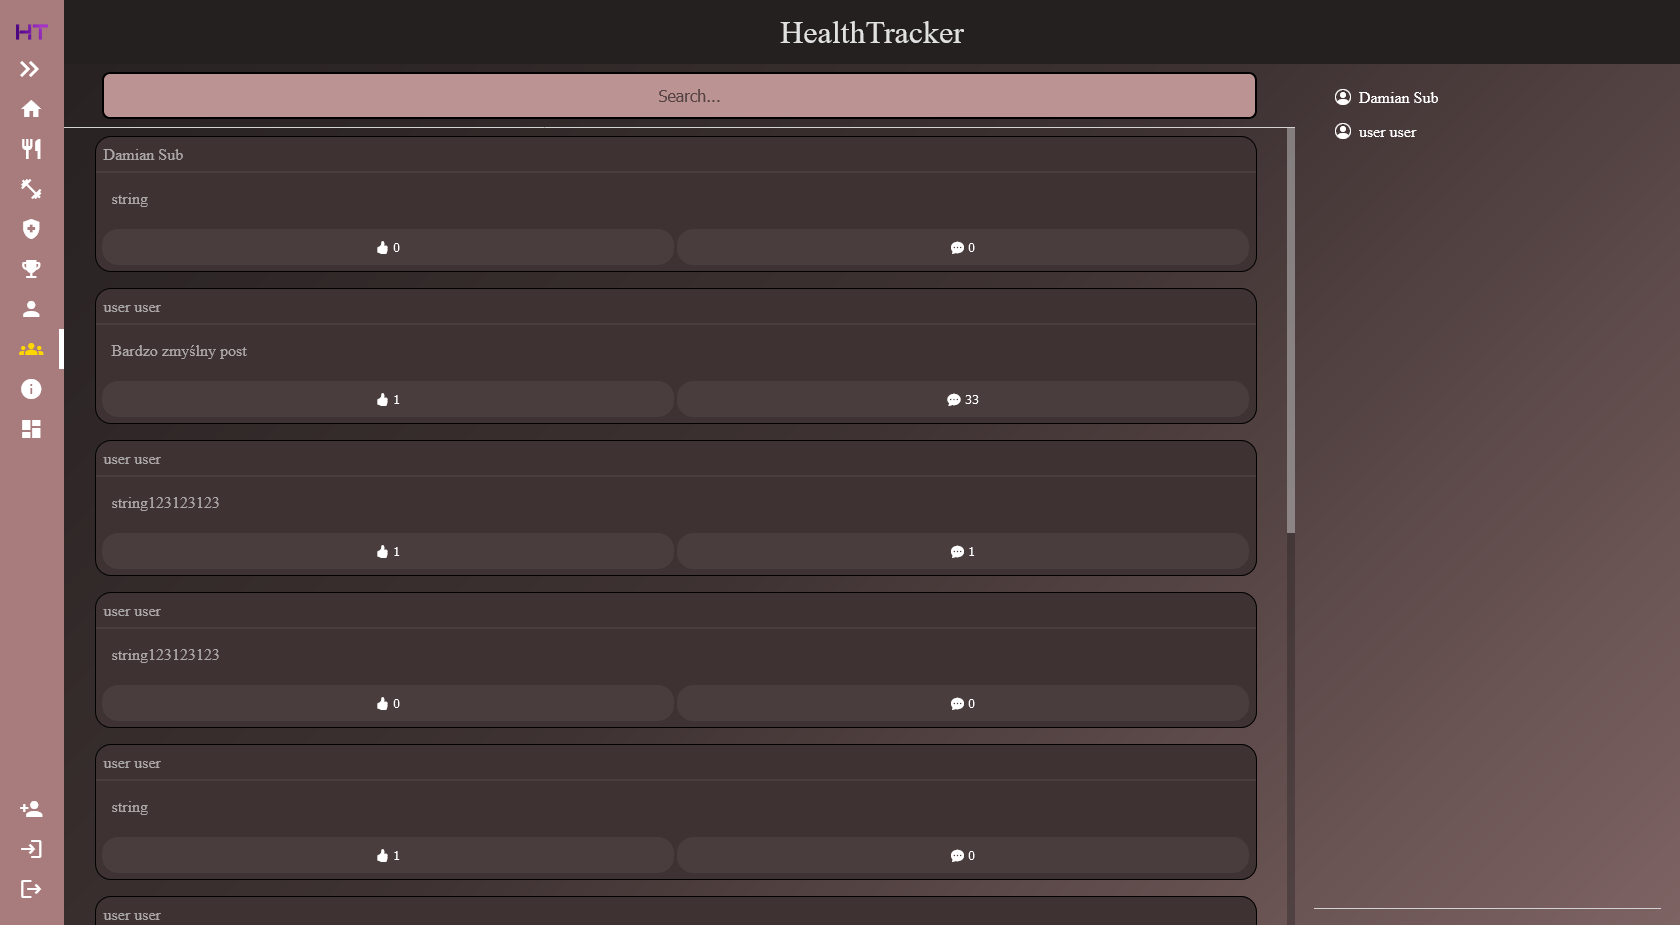 HT
HealthTracker
Search...
Damian Sub
string
0
0
user user
Bardzo zmyślny post
1
33
user user
string123123123
1
1
user user
string123123123
0
0
user user
string
1
0
user user
Damian Sub
user user